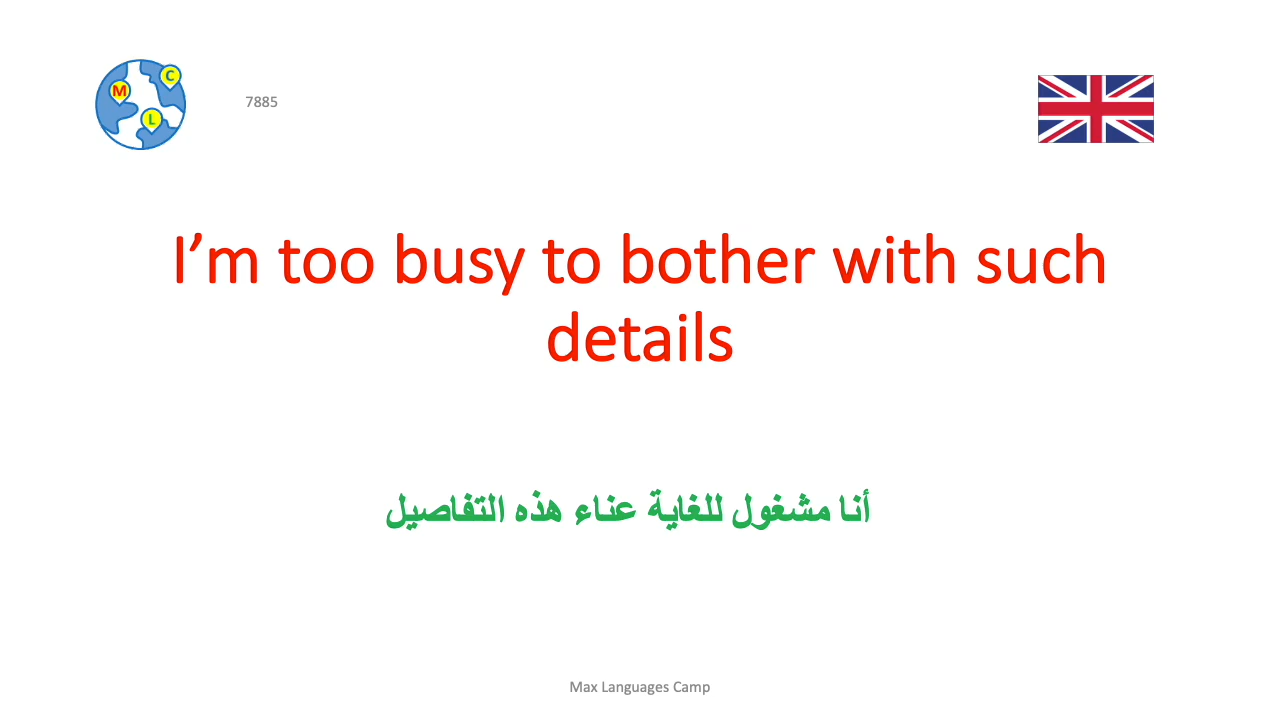 M
C
L
7885
I’m too busy to bother with such
details
أنا مشغول للغاية عناء هذه التفاصيل
Max Languages Camp